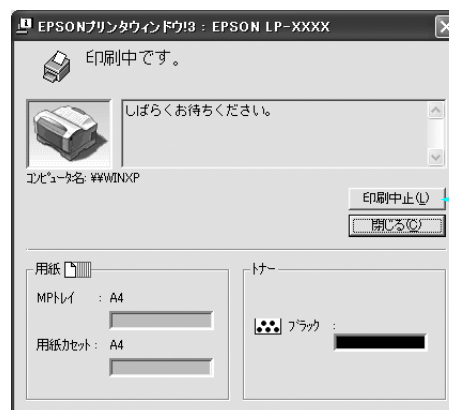 EPSONプリンタウィンドウ!3 : EPSON LP-XXXX
印刷中です。
しばらくお待ちください。
コンピュータ名: ¥¥WINXP
印刷中止(L)
閉じる(C)
用紙
MPトレイ : A4
用紙カセット : A4
トナー
ブラック :